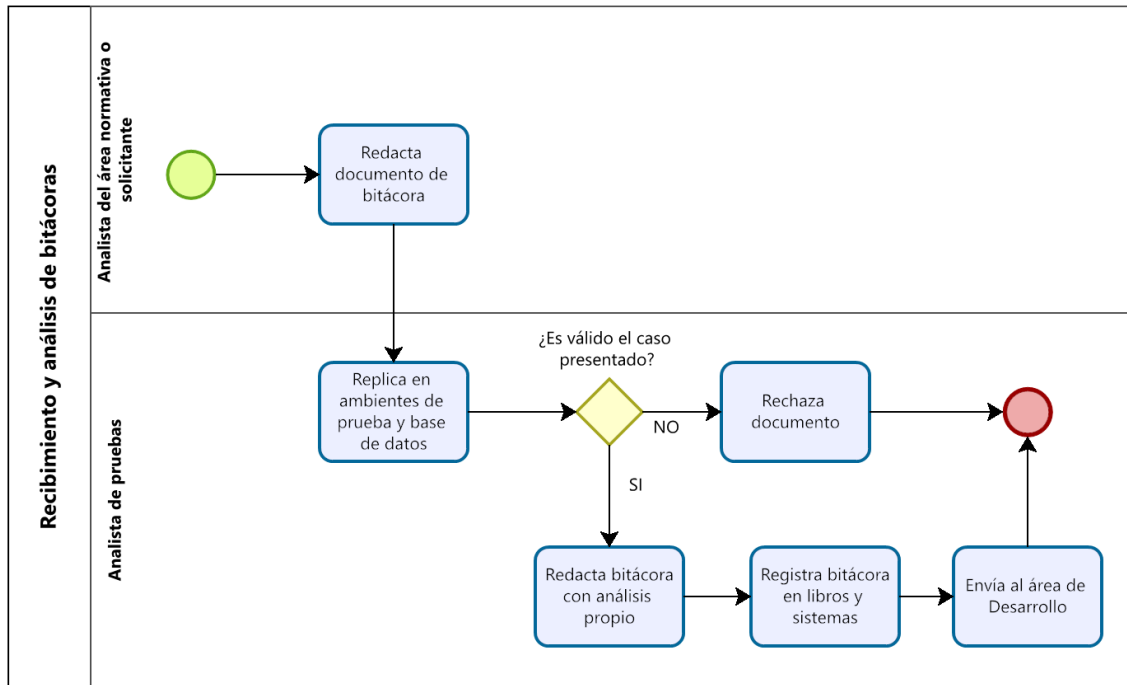 Recibimiento y análisis de bitácoras
Analista del área normativa o
solicitante
Redacta
documento de
bitácora
Analista de pruebas
Replica en
ambientes de
prueba y base
de datos
¿Es válido el caso
presentado?
NO
Rechaza
documento
SI
Redacta bitácora
con análisis
propio
Registra bitácora
en libros y
sistemas
Envía al área de
Desarrollo